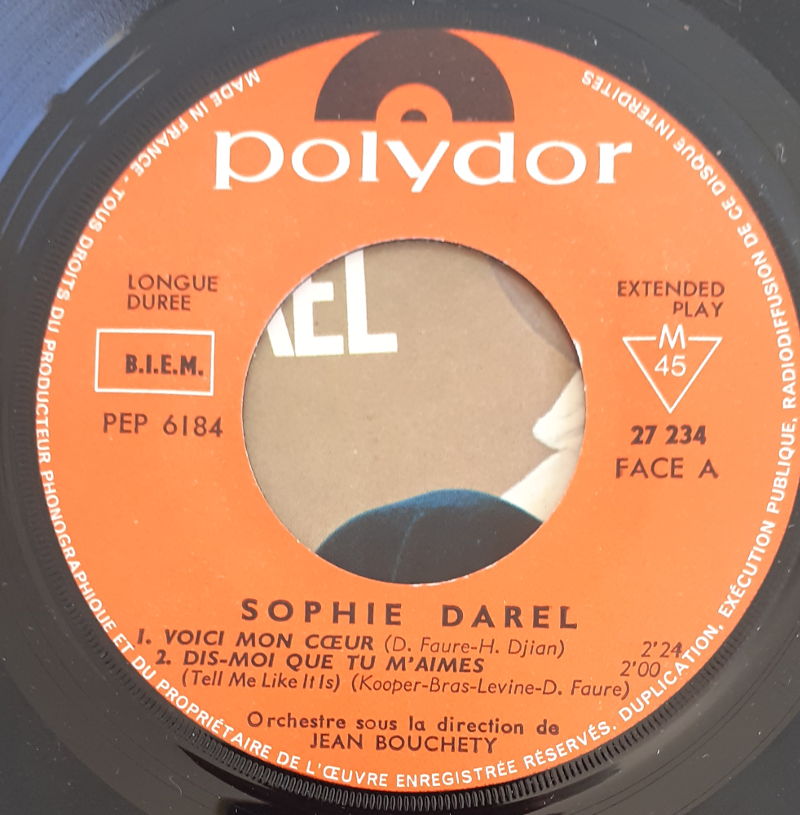 polydor
MADE IN FRANCE · TOUS DROITS DU PRODUCTEUR PHONOGRAPHIQUE ET DU PROPRIÉTAIRE DE L'ŒUVRE ENREGISTRÉE RÉSERVÉS. DUPLICATION, EXÉCUTION PUBLIQUE, RADIODIFFUSION DE CE DISQUE INTERDITES
LONGUE
DUREE
B.I.E.M.
PEP 6184
EXTENDED
PLAY
M
45
27 234
FACE A
REL
SOPHIE DAREL
1. VOICI MON CŒUR (D. Faure-H. Djian) 2'24
2. DIS-MOI QUE TU M'AIMES 2'00
(Tell Me Like It Is) (Kooper-Bras-Levine-D. Faure)
Orchestre sous la direction de
JEAN BOUCHETY